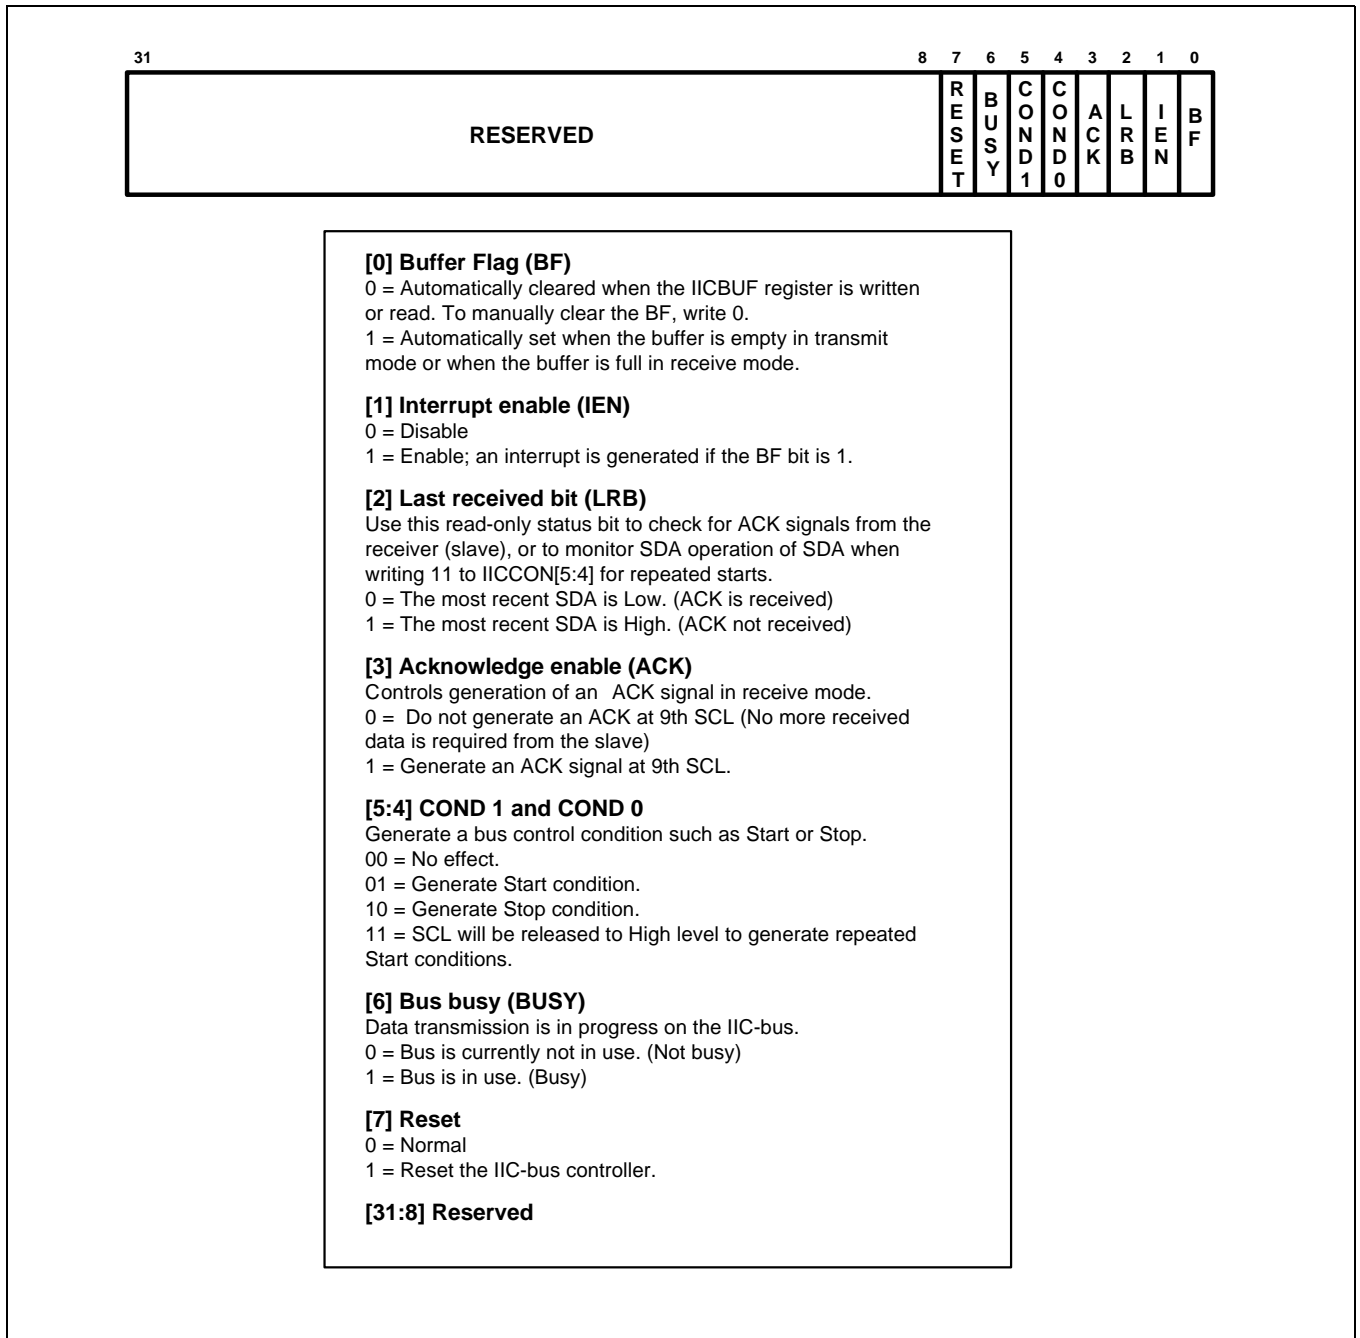 31 8 7 6 5 4 3 2 1 0
RESERVED RESET BUSY COND1 COND0 ACK LRB IEN BF
[0] Buffer Flag (BF)
0 = Automatically cleared when the IICBUF register is written
or read. To manually clear the BF, write 0.
1 = Automatically set when the buffer is empty in transmit
mode or when the buffer is full in receive mode.
[1] Interrupt enable (IEN)
0 = Disable
1 = Enable; an interrupt is generated if the BF bit is 1.
[2] Last received bit (LRB)
Use this read-only status bit to check for ACK signals from the
receiver (slave), or to monitor SDA operation of SDA when
writing 11 to IICCON[5:4] for repeated starts.
0 = The most recent SDA is Low. (ACK is received)
1 = The most recent SDA is High. (ACK not received)
[3] Acknowledge enable (ACK)
Controls generation of an ACK signal in receive mode.
0 = Do not generate an ACK at 9th SCL (No more received
data is required from the slave)
1 = Generate an ACK signal at 9th SCL.
[5:4] COND 1 and COND 0
Generate a bus control condition such as Start or Stop.
00 = No effect.
01 = Generate Start condition.
10 = Generate Stop condition.
11 = SCL will be released to High level to generate repeated
Start conditions.
[6] Bus busy (BUSY)
Data transmission is in progress on the IIC-bus.
0 = Bus is currently not in use. (Not busy)
1 = Bus is in use. (Busy)
[7] Reset
0 = Normal
1 = Reset the IIC-bus controller.
[31:8] Reserved